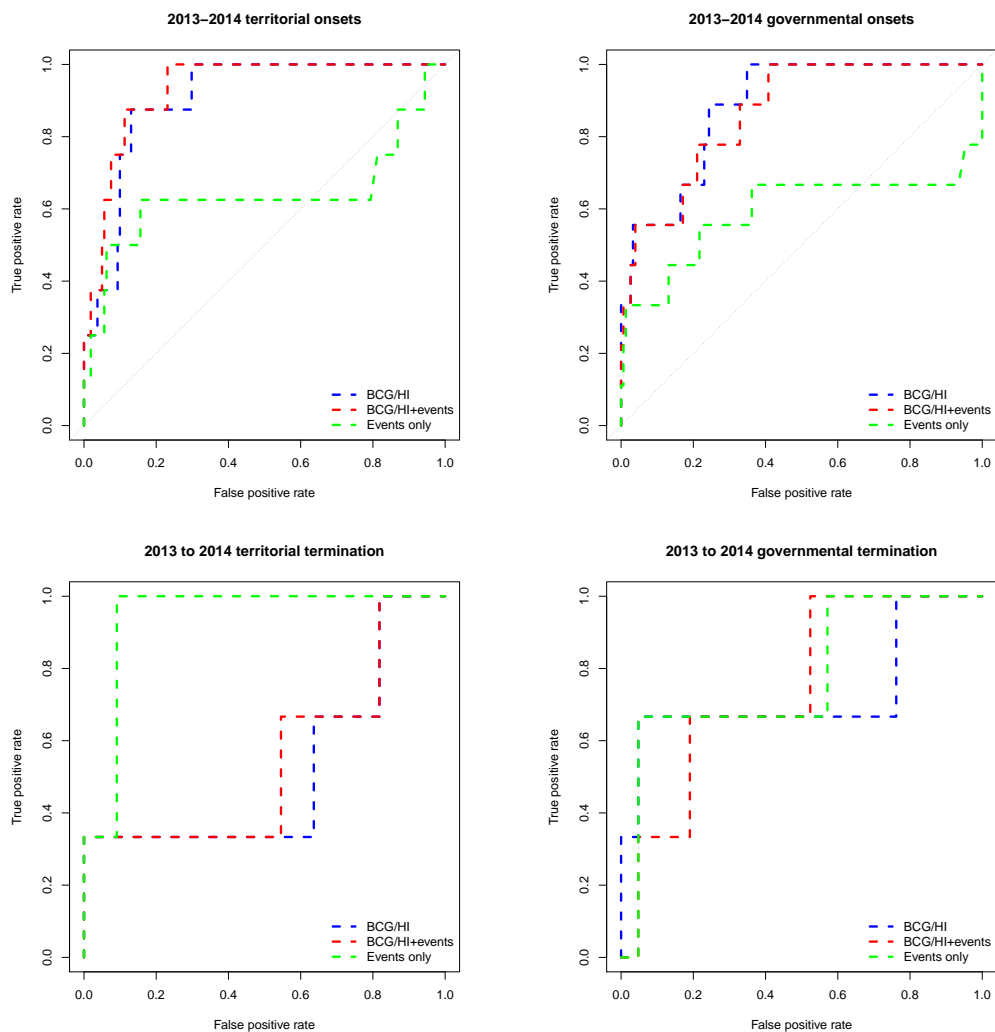 2013−2014 territorial onsets
True positive rate
1.0
0.8
0.6
0.4
0.2
0.0
BCG/HI
BCG/HI+events
Events only
0.0 0.2 0.4 0.6 0.8 1.0
False positive rate
2013−2014 governmental onsets
True positive rate
1.0
0.8
0.6
0.4
0.2
0.0
BCG/HI
BCG/HI+events
Events only
0.0 0.2 0.4 0.6 0.8 1.0
False positive rate
2013 to 2014 territorial termination
True positive rate
1.0
0.8
0.6
0.4
0.2
0.0
BCG/HI
BCG/HI+events
Events only
0.0 0.2 0.4 0.6 0.8 1.0
False positive rate
2013 to 2014 governmental termination
True positive rate
1.0
0.8
0.6
0.4
0.2
0.0
BCG/HI
BCG/HI+events
Events only
0.0 0.2 0.4 0.6 0.8 1.0
False positive rate